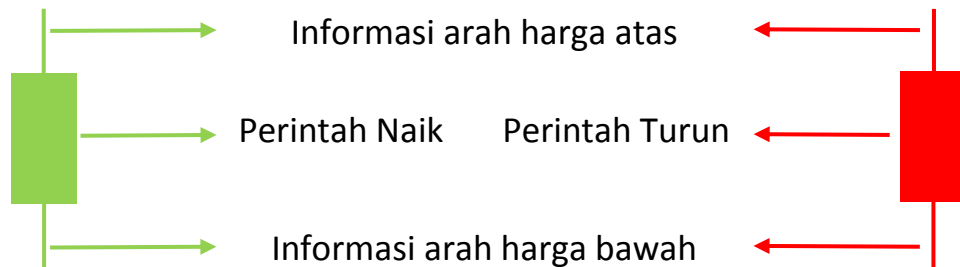 Informasi arah harga atas
Perintah Naik
Perintah Turun
Informasi arah harga bawah